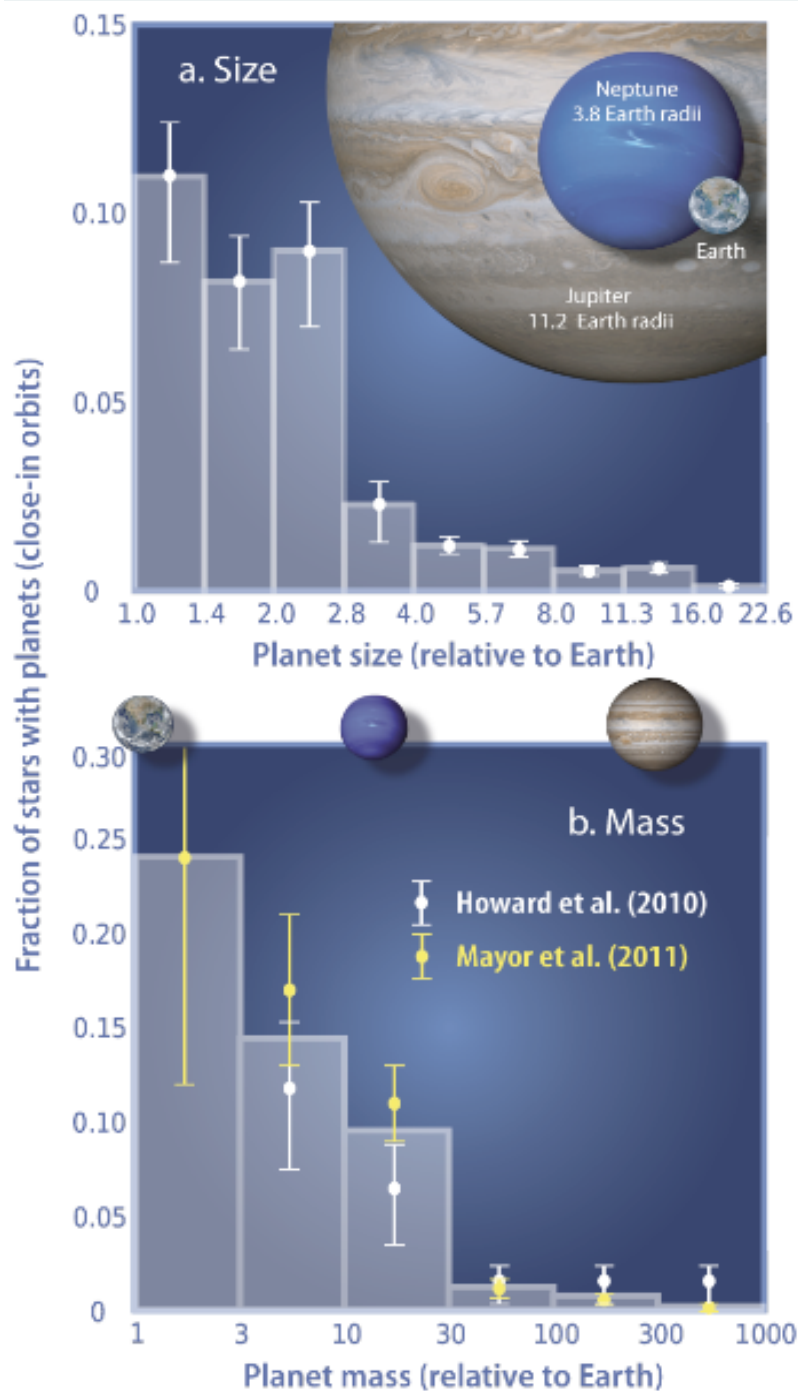 0.15
a. Size
Neptune
3.8 Earth radii
0.10
Earth
Jupiter
11.2 Earth radii
0.05
0
1.0 1.4 2.0 2.8 4.0 5.7 8.0 11.3 16.0 22.6
Planet size (relative to Earth)
Fraction of stars with planets (close-in orbits)
0.30
b. Mass
0.25
Howard et al. (2010)
0.20
Mayor et al. (2011)
0.15
0.10
0.05
0
1 3 10 30 100 300 1000
Planet mass (relative to Earth)